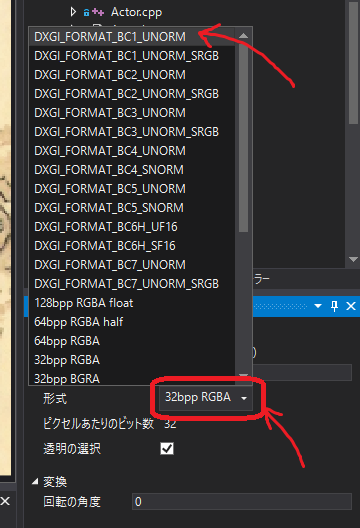 Actor.cpp
DXGI_FORMAT_BC1_UNORM
DXGI_FORMAT_BC1_UNORM_SRGB
DXGI_FORMAT_BC2_UNORM
DXGI_FORMAT_BC2_UNORM_SRGB
DXGI_FORMAT_BC3_UNORM
DXGI_FORMAT_BC3_UNORM_SRGB
DXGI_FORMAT_BC4_UNORM
DXGI_FORMAT_BC4_SNORM
DXGI_FORMAT_BC5_UNORM
DXGI_FORMAT_BC5_SNORM
DXGI_FORMAT_BC6H_UF16
DXGI_FORMAT_BC6H_SF16
DXGI_FORMAT_BC7_UNORM
ラー
DXGI_FORMAT_BC7_UNORM_SRGB
128bpp RGBA float
64bpp RGBA half
64bpp RGBA
32bpp RGBA
)
32bpp BGRA
形式 32bpp RGBA
ピクセルあたりのビット数 32
透明の選択
変換
回転の角度 0